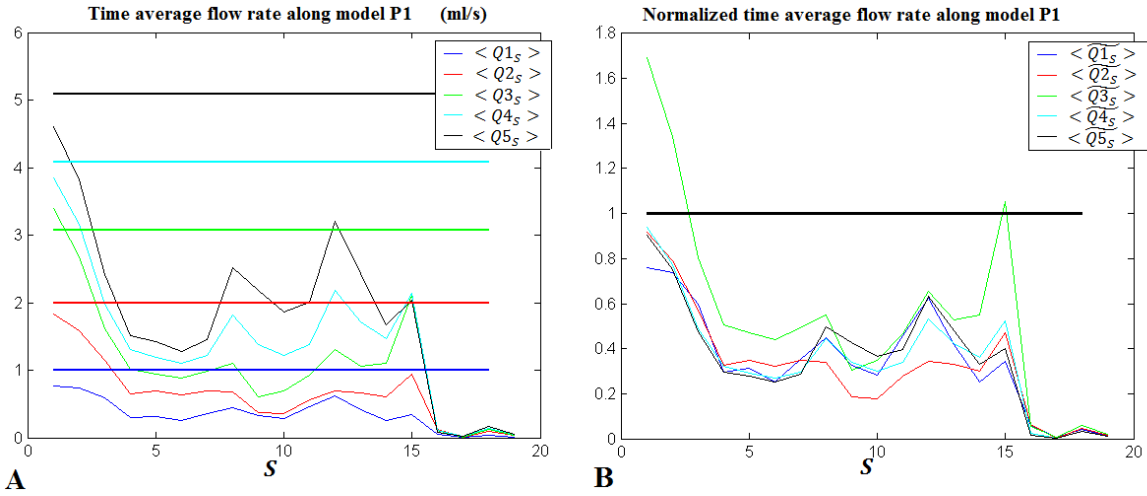 Time average flow rate along model P1 (ml/s)
6
5
4
3
2
1
0
0 5 10 15 20
S
A
< Q1_S >
< Q2_S >
< Q3_S >
< Q4_S >
< Q5_S >
Normalized time average flow rate along model P1
1.8
1.6
1.4
1.2
1
0.8
0.6
0.4
0.2
0
0 5 10 15 20
S
B
< Q1_S >
< Q2_S >
< Q3_S >
< Q4_S >
< Q5_S >